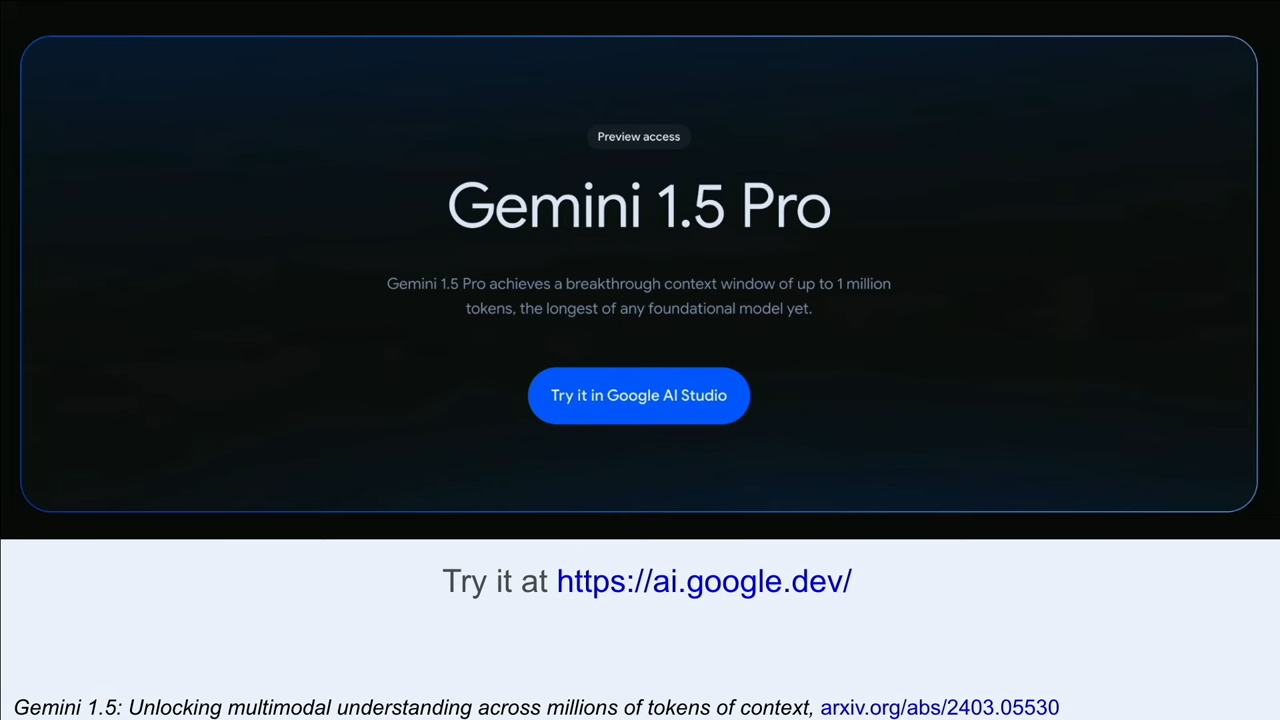 Preview access
Gemini 1.5 Pro
Gemini 1.5 Pro achieves a breakthrough context window of up to 1 million
tokens, the longest of any foundational model yet.
Try it in Google AI Studio
Try it at https://ai.google.dev/
Gemini 1.5: Unlocking multimodal understanding across millions of tokens of context, arxiv.org/abs/2403.05530